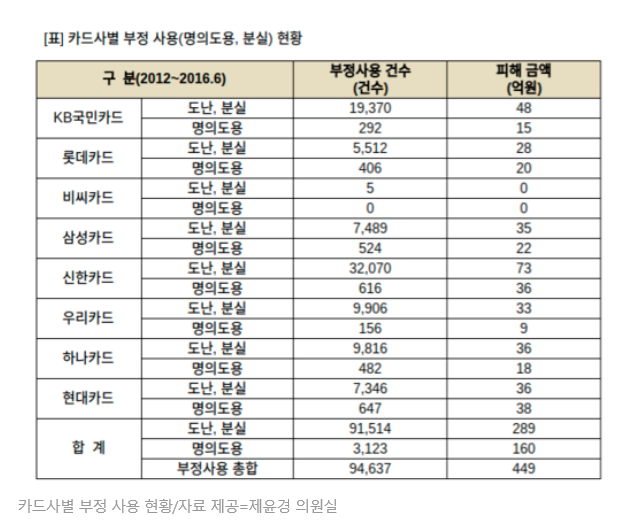 [표] 카드사별 부정 사용(명의도용, 분실) 현황
구 분(2012~2016.6) 부정사용 건수 (건수) 피해 금액 (억원)
KB국민카드 도난, 분실 19,370 48
명의도용 292 15
롯데카드 도난, 분실 5,512 28
명의도용 406 20
비씨카드 도난, 분실 5 0
명의도용 0 0
삼성카드 도난, 분실 7,489 35
명의도용 524 22
신한카드 도난, 분실 32,070 73
명의도용 616 36
우리카드 도난, 분실 9,906 33
명의도용 156 9
하나카드 도난, 분실 9,816 36
명의도용 482 18
현대카드 도난, 분실 7,346 36
명의도용 647 38
합 계 도난, 분실 91,514 289
명의도용 3,123 160
부정사용 총합 94,637 449
카드사별 부정 사용 현황/자료 제공=제윤경 의원실